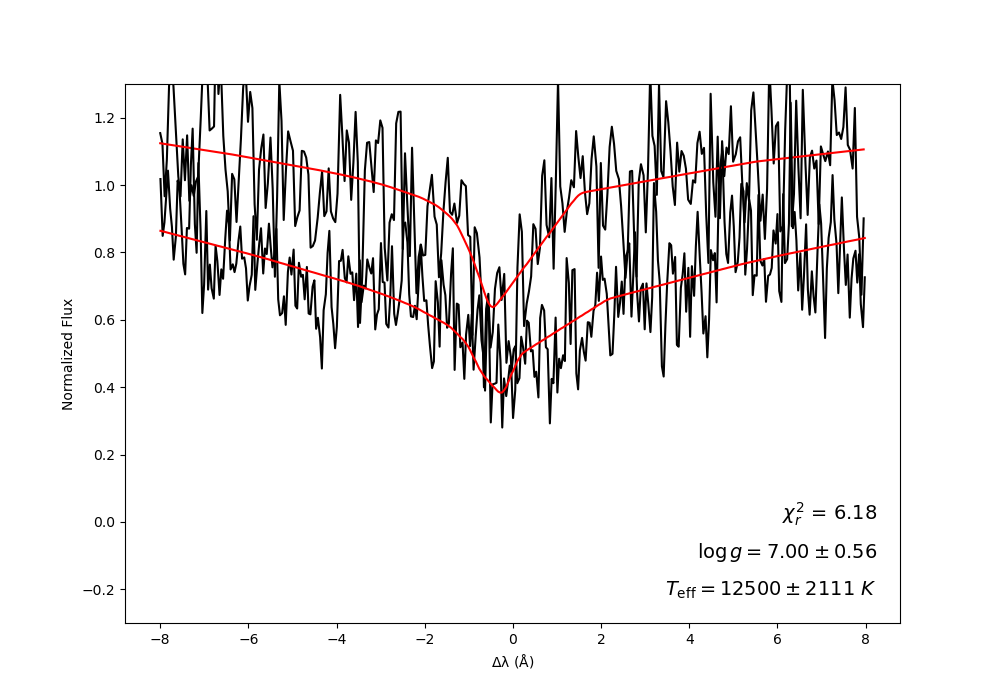 1.2
1.0
0.8
0.6
0.4
0.2
0.0
−0.2
Normalized Flux
χ²ᵣ = 6.18
log g = 7.00 ± 0.56
T_eff = 12500 ± 2111 K
−8 −6 −4 −2 0 2 4 6 8
Δλ (Å)